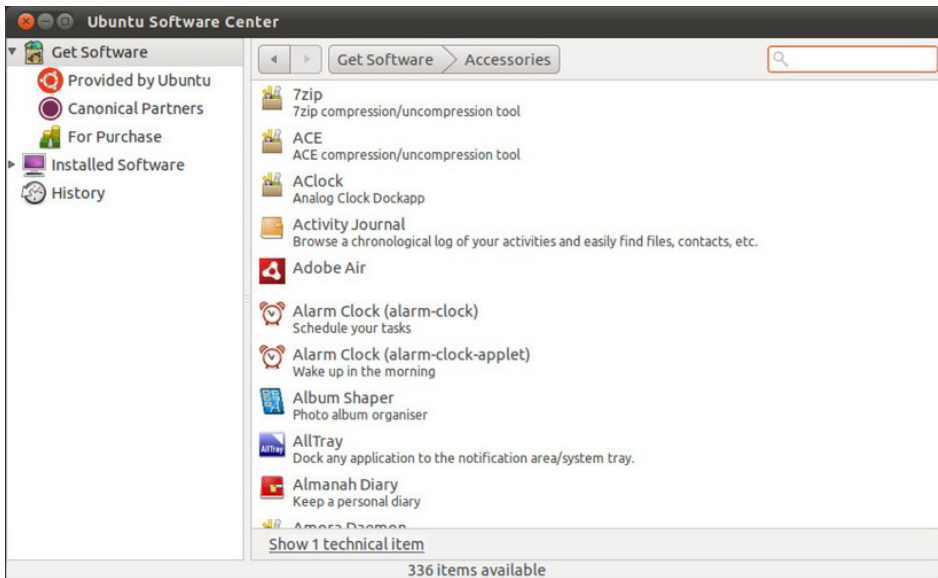 Ubuntu Software Center
Get Software
Provided by Ubuntu
Canonical Partners
For Purchase
Installed Software
History
Get Software
Accessories
7zip
7zip compression/uncompression tool
ACE
ACE compression/uncompression tool
AClock
Analog Clock Dockapp
Activity Journal
Browse a chronological log of your activities and easily find files, contacts, etc.
Adobe Air
Alarm Clock (alarm-clock)
Schedule your tasks
Alarm Clock (alarm-clock-applet)
Wake up in the morning
Album Shaper
Photo album organiser
AllTray
AllTray
Dock any application to the notification area/system tray.
Almanah Diary
Keep a personal diary
Amora Daemon
Show 1 technical item
336 items available